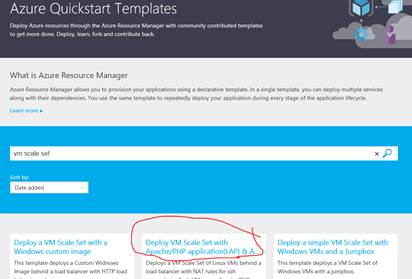 Azure Quickstart Templates
Deploy Azure resources through the Azure Resource Manager with community contributed templates
to get more done. Deploy, learn, fork and contribute back.
What is Azure Resource Manager
Azure Resource Manager allows you to provision your applications using a declarative template. In a single template, you can deploy multiple services
along with their dependencies. You use the same template to repeatedly deploy your application during every stage of the application lifecycle.
Learn more ▸
vm scale set
Sort by:
Date added
Deploy a VM Scale Set with a
Windows custom image
This template deploys a Custom Widnows
Image behind a load balancer with HTTP load
Deploy VM Scale Set with
Apache/PHP application(LAP) & A...
Deploys a VM Scale Set of Linux VMs behind a
load balancer with NAT rules for ssh
Deploy a simple VM Scale Set with
Windows VMs and a Jumpbox
This template deploys a simple VM Scale Set of
Windows VMs with a jumpbox.